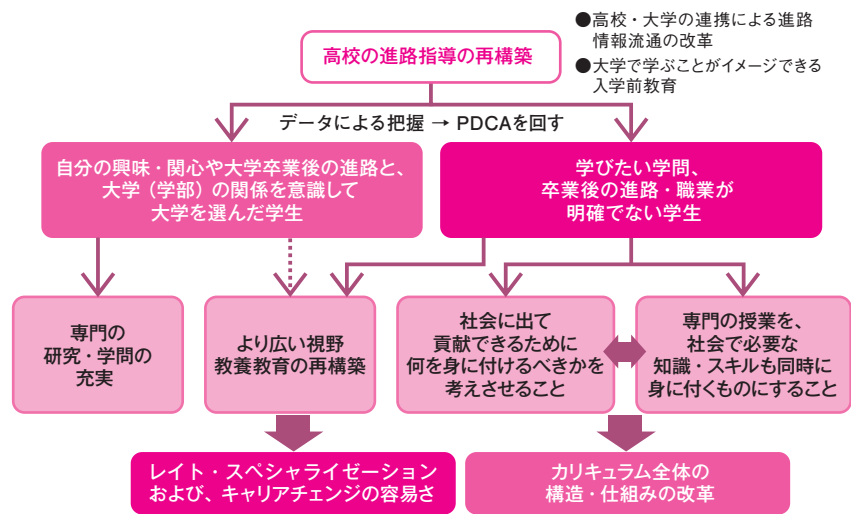 高校の進路指導の再構築
●高校・大学の連携による進路
情報流通の改革
●大学で学ぶことがイメージできる
入学前教育
データによる把握 → PDCAを回す
自分の興味・関心や大学卒業後の進路と、
大学（学部）の関係を意識して
大学を選んだ学生
学びたい学問、
卒業後の進路・職業が
明確でない学生
専門の
研究・学問の
充実
より広い視野
教養教育の再構築
社会に出て
貢献できるために
何を身に付けるべきかを
考えさせること
専門の授業を、
社会で必要な
知識・スキルも同時に
身に付くものにすること
レイト・スペシャライゼーション
および、キャリアチェンジの容易さ
カリキュラム全体の
構造・仕組みの改革